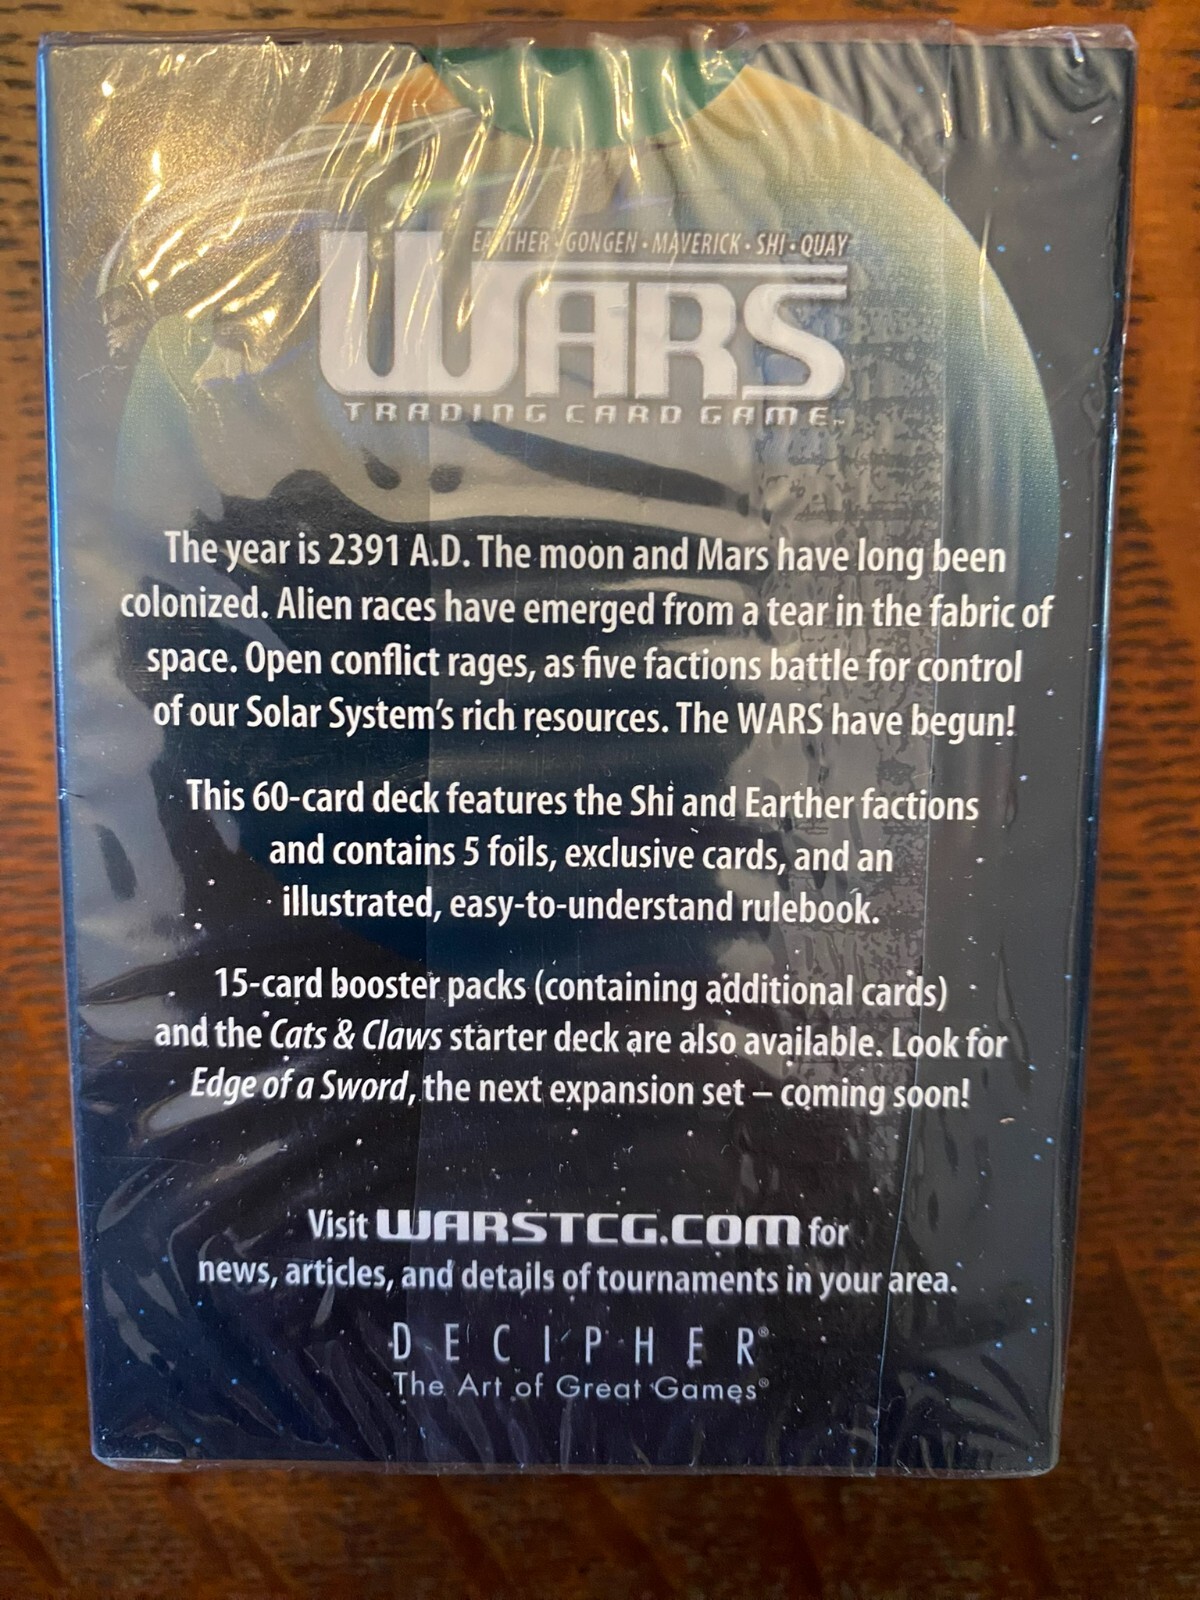 EARTHER • GONGEN • MAVERICK • SHI • QUAY
WARS
TRADING CARD GAME™
The year is 2391 A.D. The moon and Mars have long been
colonized. Alien races have emerged from a tear in the fabric of
space. Open conflict rages, as five factions battle for control
of our Solar System's rich resources. The WARS have begun!
This 60-card deck features the Shi and Earther factions
and contains 5 foils, exclusive cards, and an
illustrated, easy-to-understand rulebook.
15-card booster packs (containing additional cards)
and the Cats & Claws starter deck are also available. Look for
Edge of a Sword, the next expansion set – coming soon!
Visit WARSTCG.COM for
news, articles, and details of tournaments in your area.
DECIPHER®
The Art of Great Games®